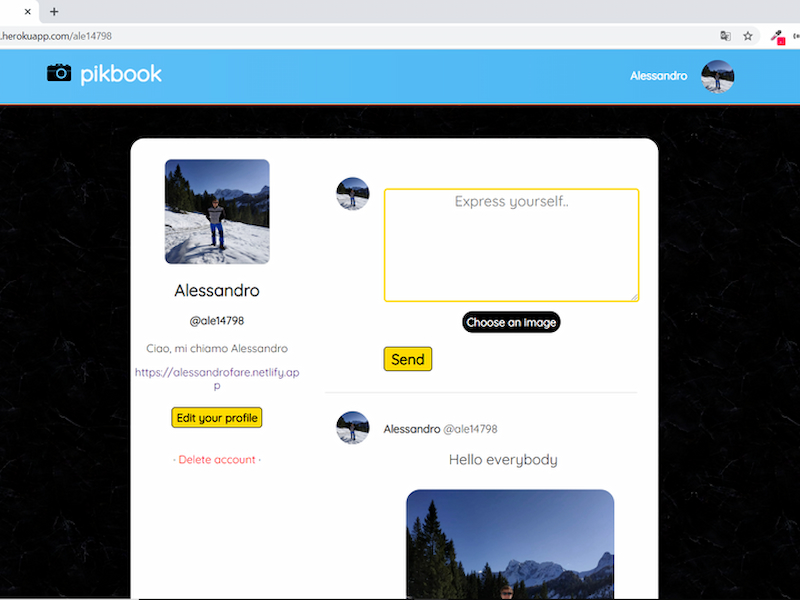 .herokuapp.com/ale14798
pikbook
Alessandro
Alessandro
@ale14798
Ciao, mi chiamo Alessandro
https://alessandrofare.netlify.ap
p
Edit your profile
· Delete account ·
Express yourself..
Choose an Image
Send
Alessandro @ale14798
Hello everybody